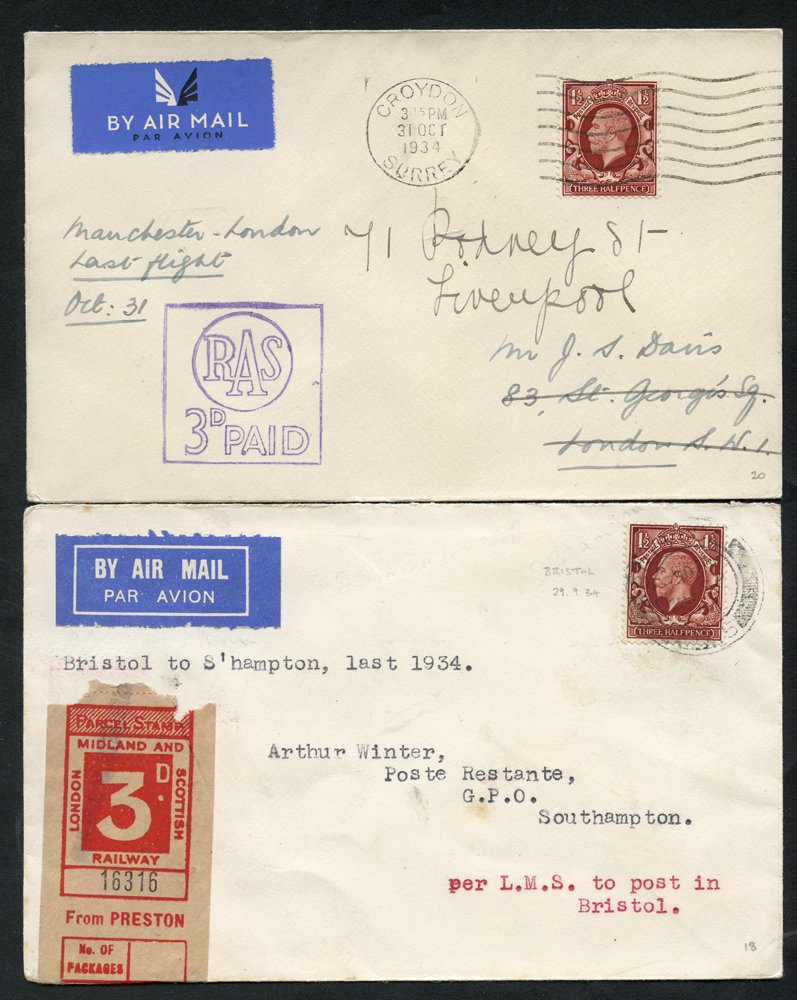 BY AIR MAIL
PAR AVION
CROYDON
31 OCT
1934
SURREY
1½ 1½
THREE HALFPENCE
Manchester - London
Last flight
Oct: 31
71 Rodney St
Liverpool
Mr J. S. Davis
83, St. George's Sq.
London S.W.1.
RAS
3D PAID
20
BY AIR MAIL
PAR AVION
BRISTOL
29.9.34
1½ 1½
THREE HALFPENCE
Bristol to S'hampton, last 1934.
PARCEL STAMP
LONDON MIDLAND AND SCOTTISH
3D.
RAILWAY
16316
From PRESTON
No. OF
PACKAGES
Arthur Winter,
Poste Restante,
G.P.O.
Southampton.
per L.M.S. to post in
Bristol.
18